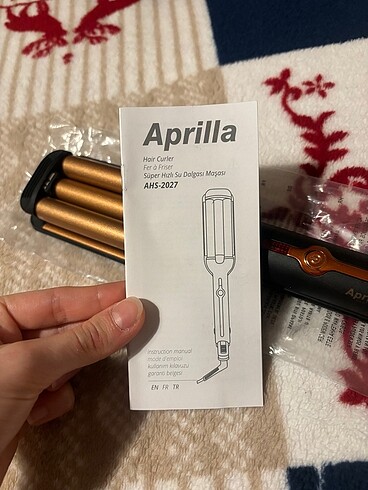 Aprilla
Hair Curler
Fer à Friser
Süper Hızlı Su Dalgası Maşası
AHS-2027
instruction manual
mode d'emploi
kullanım kılavuzu
garanti belgesi
EN FR TR
Apr